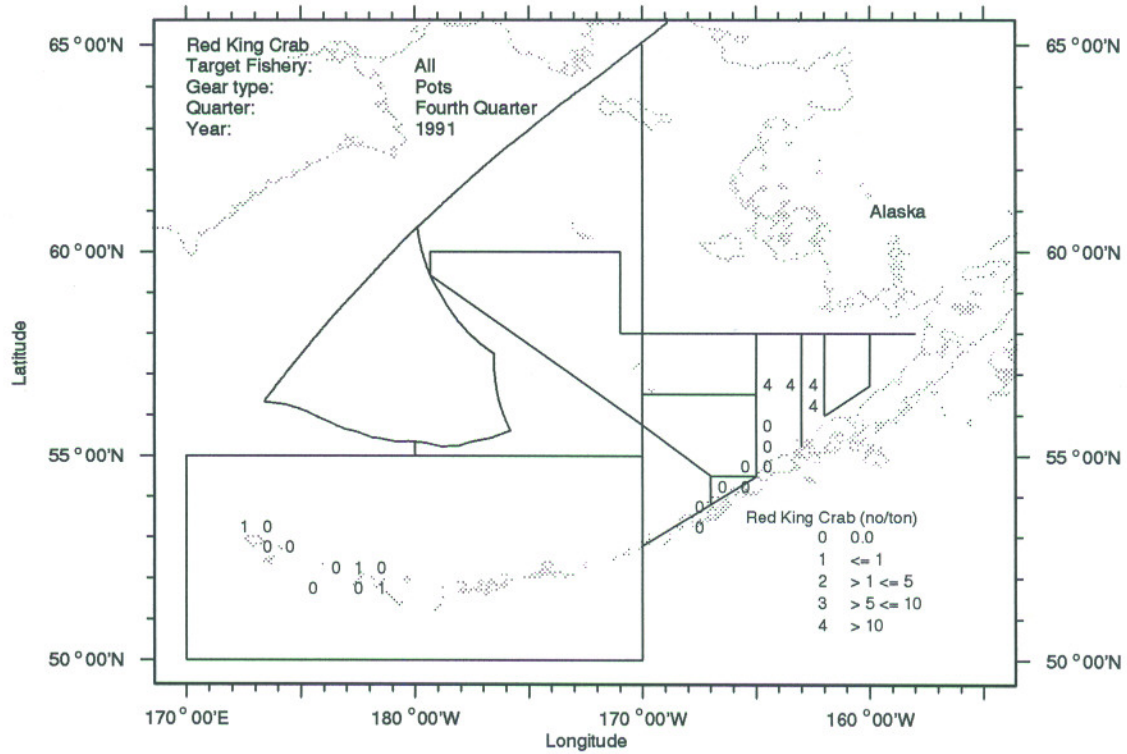 65°00'N 65°00'N
Red King Crab
Target Fishery: All
Gear type: Pots
Quarter: Fourth Quarter
Year: 1991
Alaska
60°00'N 60°00'N
Latitude
4 4 4
4
0
0
55°00'N 55°00'N
0 0
0 0
0
0
Red King Crab (no/ton)
0 0.0
1 <= 1
2 > 1 <= 5
3 > 5 <= 10
4 > 10
1 0
0 0
0 1 0
0 0 1
50°00'N 50°00'N
170°00'E 180°00'W 170°00'W 160°00'W
Longitude